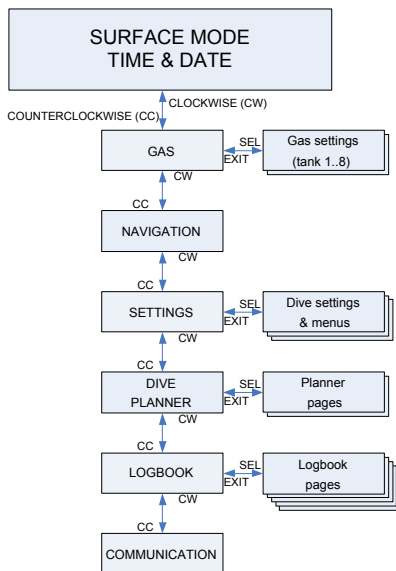 SURFACE MODE
TIME & DATE
CLOCKWISE (CW)
COUNTERCLOCKWISE (CC)
GAS
SEL
EXIT
Gas settings
(tank 1..8)
CW
CC
NAVIGATION
CW
CC
SETTINGS
SEL
EXIT
Dive settings
& menus
CC
DIVE
PLANNER
SEL
EXIT
Planner
pages
CW
CC
LOGBOOK
SEL
EXIT
Logbook
pages
CW
CC
COMMUNICATION